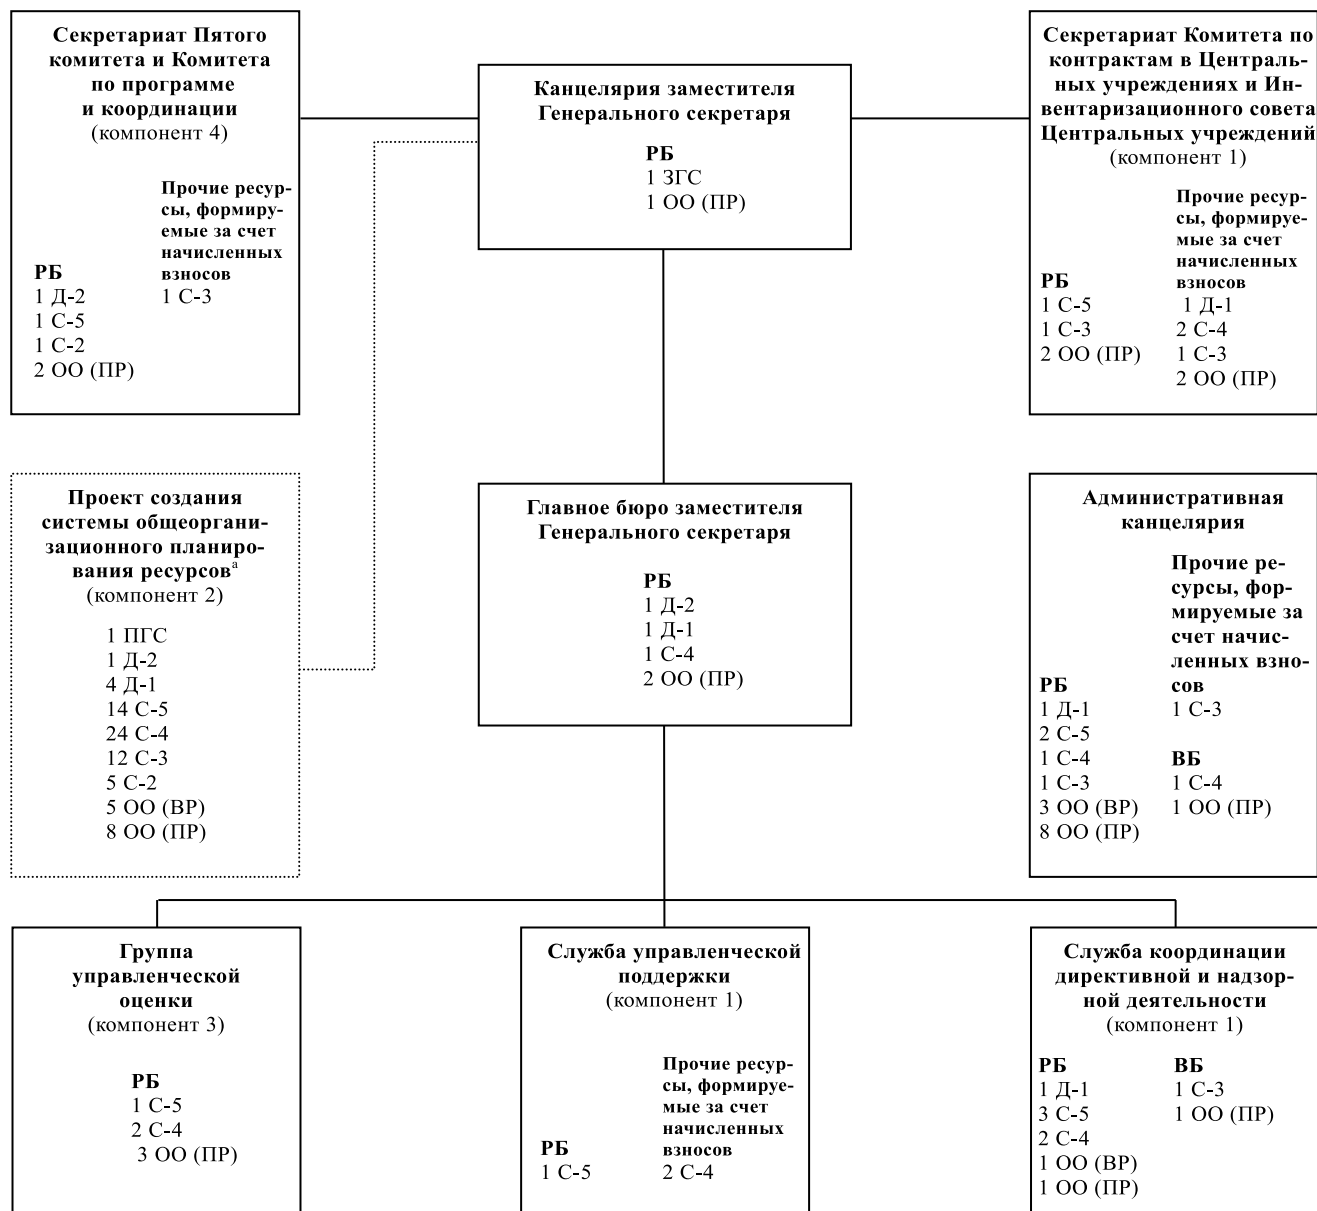 Секретариат Пятого
комитета и Комитета
по программе
и координации
(компонент 4)
Прочие ресур-
сы, формируе-
емые за счет
начисленных
взносов
1 С-3
РБ
1 Д-2
1 С-5
1 С-2
2 ОО (ПР)
Канцелярия заместителя
Генерального секретаря
РБ
1 ЗГС
1 ОО (ПР)
Секретариат Комитета по
контрактам в Централь-
ных учреждениях и Ин-
вентаризационного совета
Центральных учреждений
(компонент 1)
РБ
1 С-5
1 С-3
2 ОО (ПР)
Прочие ресур-
сы, формируе-
мые за счет
начисленных
взносов
1 Д-1
2 С-4
1 С-3
2 ОО (ПР)
Проект создания
системы общеоргани-
зационного планиро-
вания ресурсовª
(компонент 2)
1 ПГС
1 Д-2
4 Д-1
14 С-5
24 С-4
12 С-3
5 С-2
5 ОО (ВР)
8 ОО (ПР)
Главное бюро заместителя
Генерального секретаря
РБ
1 Д-2
1 Д-1
1 С-4
2 ОО (ПР)
Административная
канцелярия
РБ
1 Д-1
2 С-5
1 С-4
1 С-3
3 ОО (ВР)
8 ОО (ПР)
Прочие ре-
сурсы, фор-
мируемые за
счет начис-
ленных взно-
сов
1 С-3
ВБ
1 С-4
1 ОО (ПР)
Группа
управленческой
оценки
(компонент 3)
РБ
1 С-5
2 С-4
3 ОО (ПР)
Служба управленческой
поддержки
(компонент 1)
РБ
1 С-5
Прочие ресур-
сы, формируе-
мые за счет
начисленных
взносов
2 С-4
Служба координации
директивной и надзор-
ной деятельности
(компонент 1)
РБ
1 Д-1
3 С-5
2 С-4
1 ОО (ВР)
1 ОО (ПР)
ВБ
1 С-3
1 ОО (ПР)